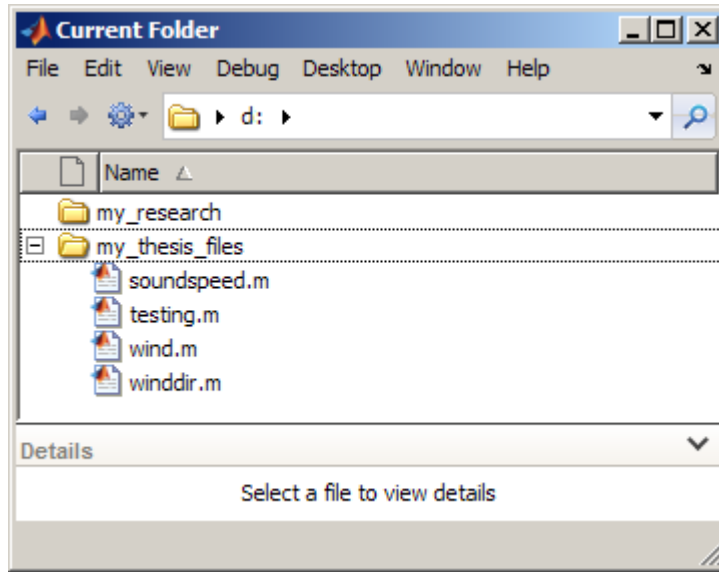 Current Folder
File Edit View Debug Desktop Window Help
d:
Name
my_research
my_thesis_files
soundspeed.m
testing.m
wind.m
winddir.m
Details
Select a file to view details